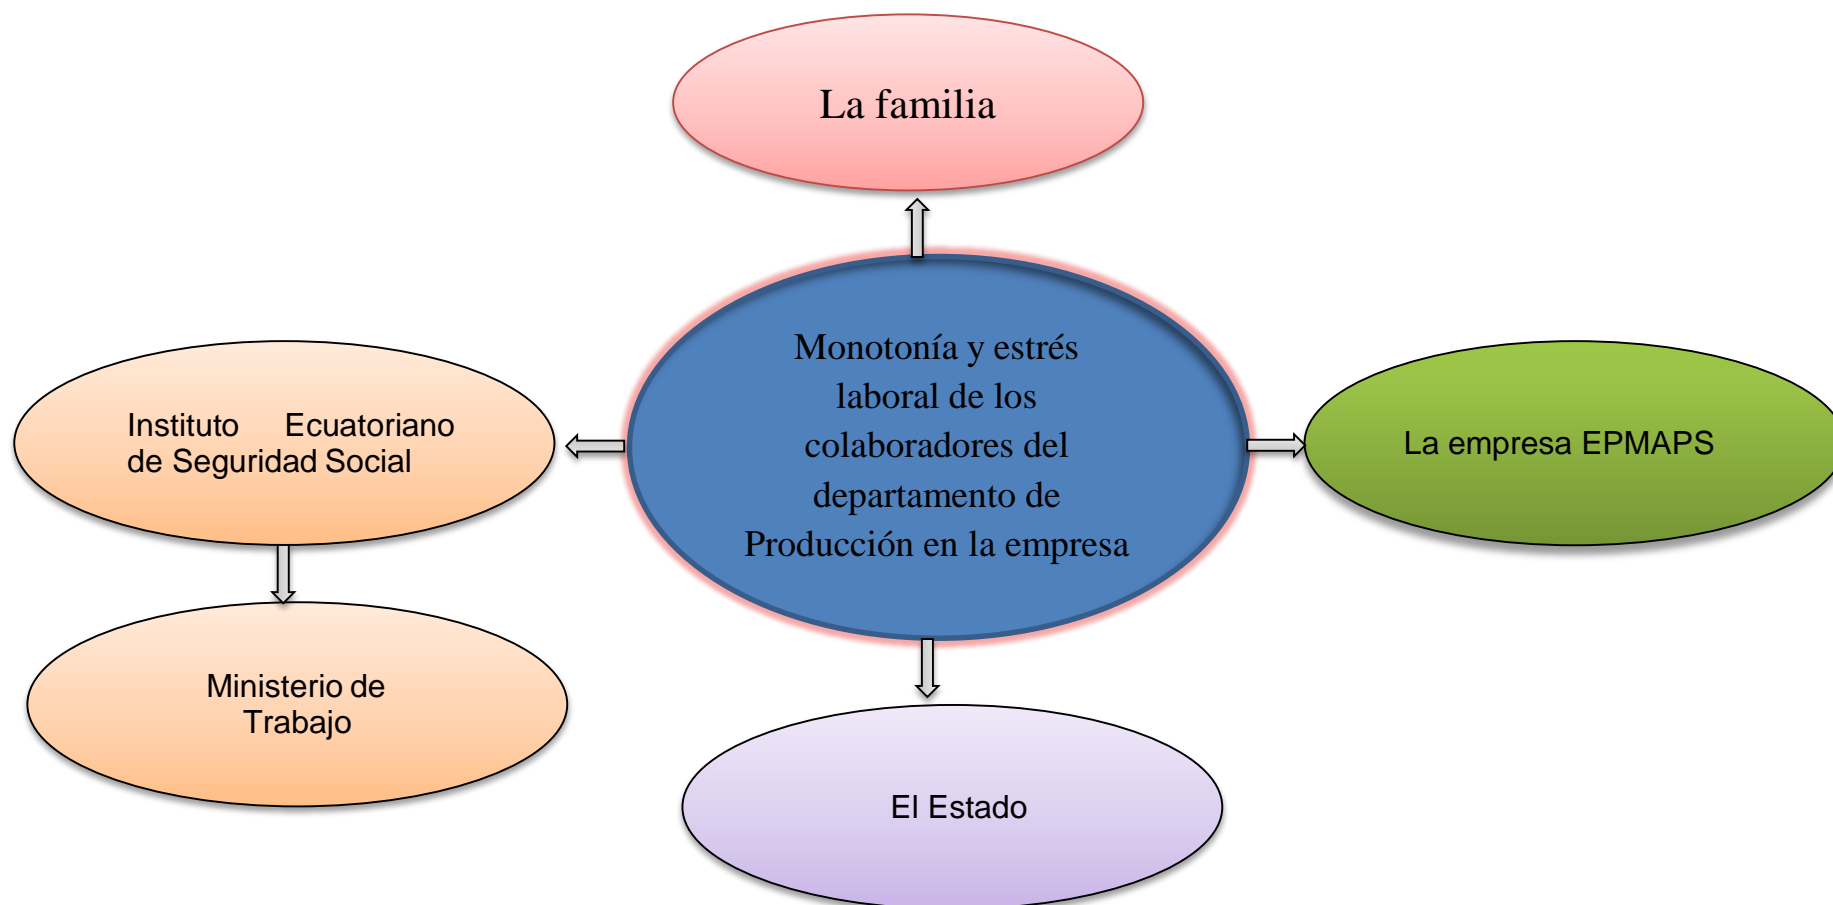 La familia
Monotonía y estrés
laboral de los
colaboradores del
departamento de
Producción en la empresa
Instituto Ecuatoriano
de Seguridad Social
La empresa EPMAPS
Ministerio de
Trabajo
El Estado